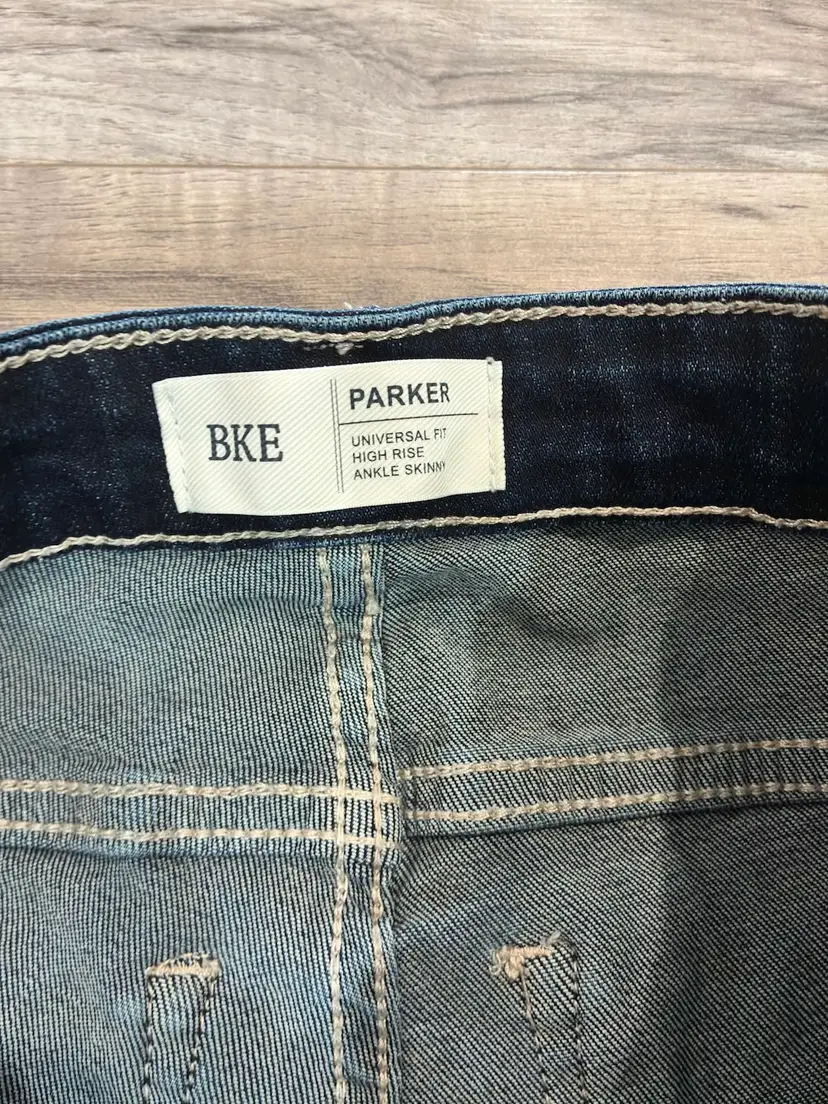 BKE
PARKER
UNIVERSAL FIT
HIGH RISE
ANKLE SKINNY